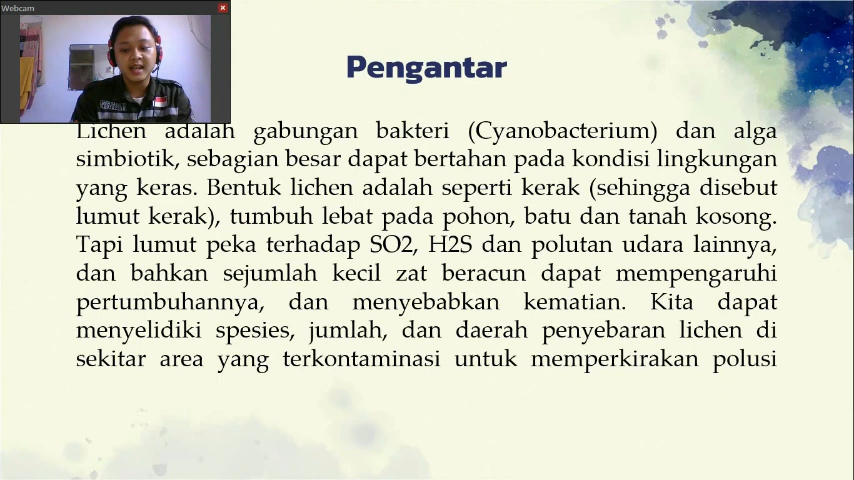 Webcam
Pengantar
Lichen adalah gabungan bakteri (Cyanobacterium) dan alga
simbiotik, sebagian besar dapat bertahan pada kondisi lingkungan
yang keras. Bentuk lichen adalah seperti kerak (sehingga disebut
lumut kerak), tumbuh lebat pada pohon, batu dan tanah kosong.
Tapi lumut peka terhadap SO2, H2S dan polutan udara lainnya,
dan bahkan sejumlah kecil zat beracun dapat mempengaruhi
pertumbuhannya, dan menyebabkan kematian. Kita dapat
menyelidiki spesies, jumlah, dan daerah penyebaran lichen di
sekitar area yang terkontaminasi untuk memperkirakan polusi